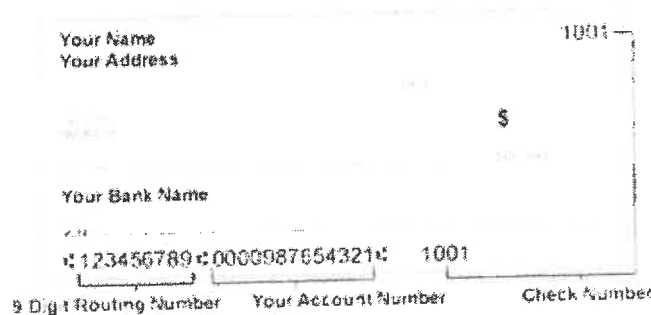 Your Name 1001
Your Address
$
Your Bank Name
⑆123456789⑆0000987654321⑆ 1001
9 Digit Routing Number Your Account Number Check Number